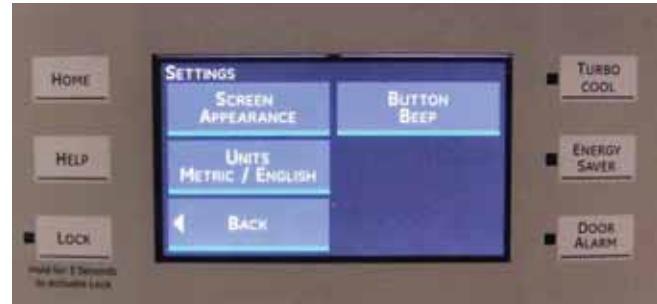 HOME
HELP
LOCK
Hold for 3 Seconds
to Activate Lock
SETTINGS
SCREEN
APPEARANCE
BUTTON
BEEP
UNITS
METRIC / ENGLISH
BACK
TURBO
COOL
ENERGY
SAVER
DOOR
ALARM